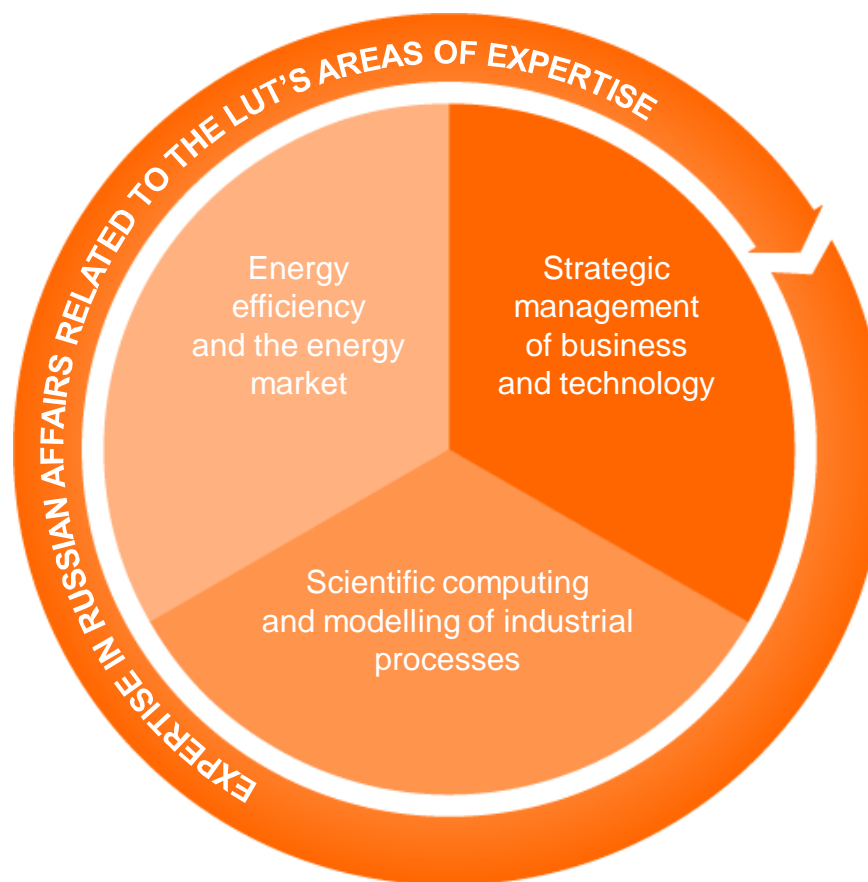 EXPERTISE IN RUSSIAN AFFAIRS RELATED TO THE LUT'S AREAS OF EXPERTISE
Energy
efficiency
and the energy
market
Strategic
management
of business
and technology
Scientific computing
and modelling of industrial
processes